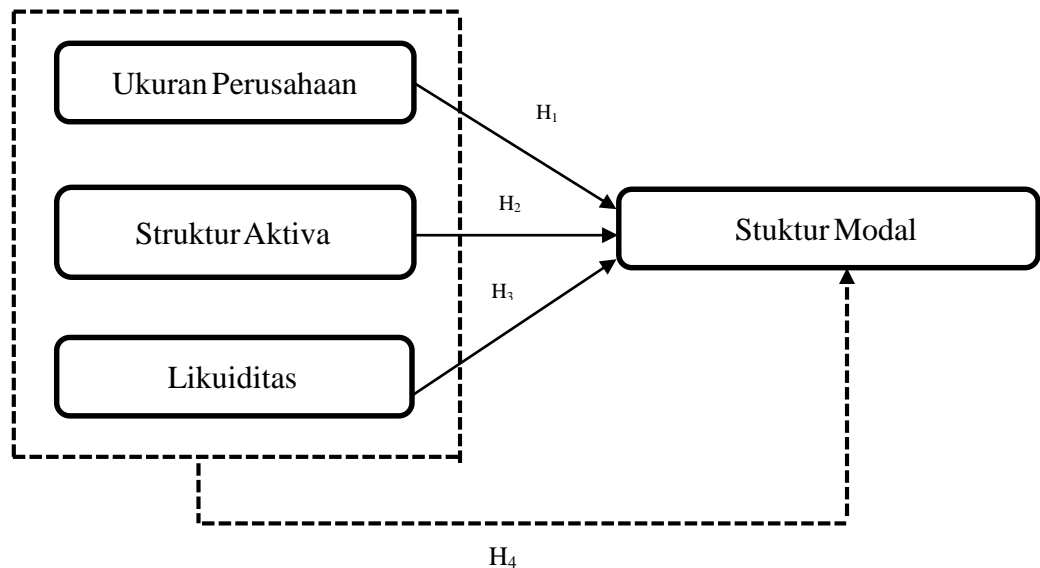 Ukuran Perusahaan
H₁
Struktur Aktiva
H₂
Stuktur Modal
H₃
Likuiditas
H₄